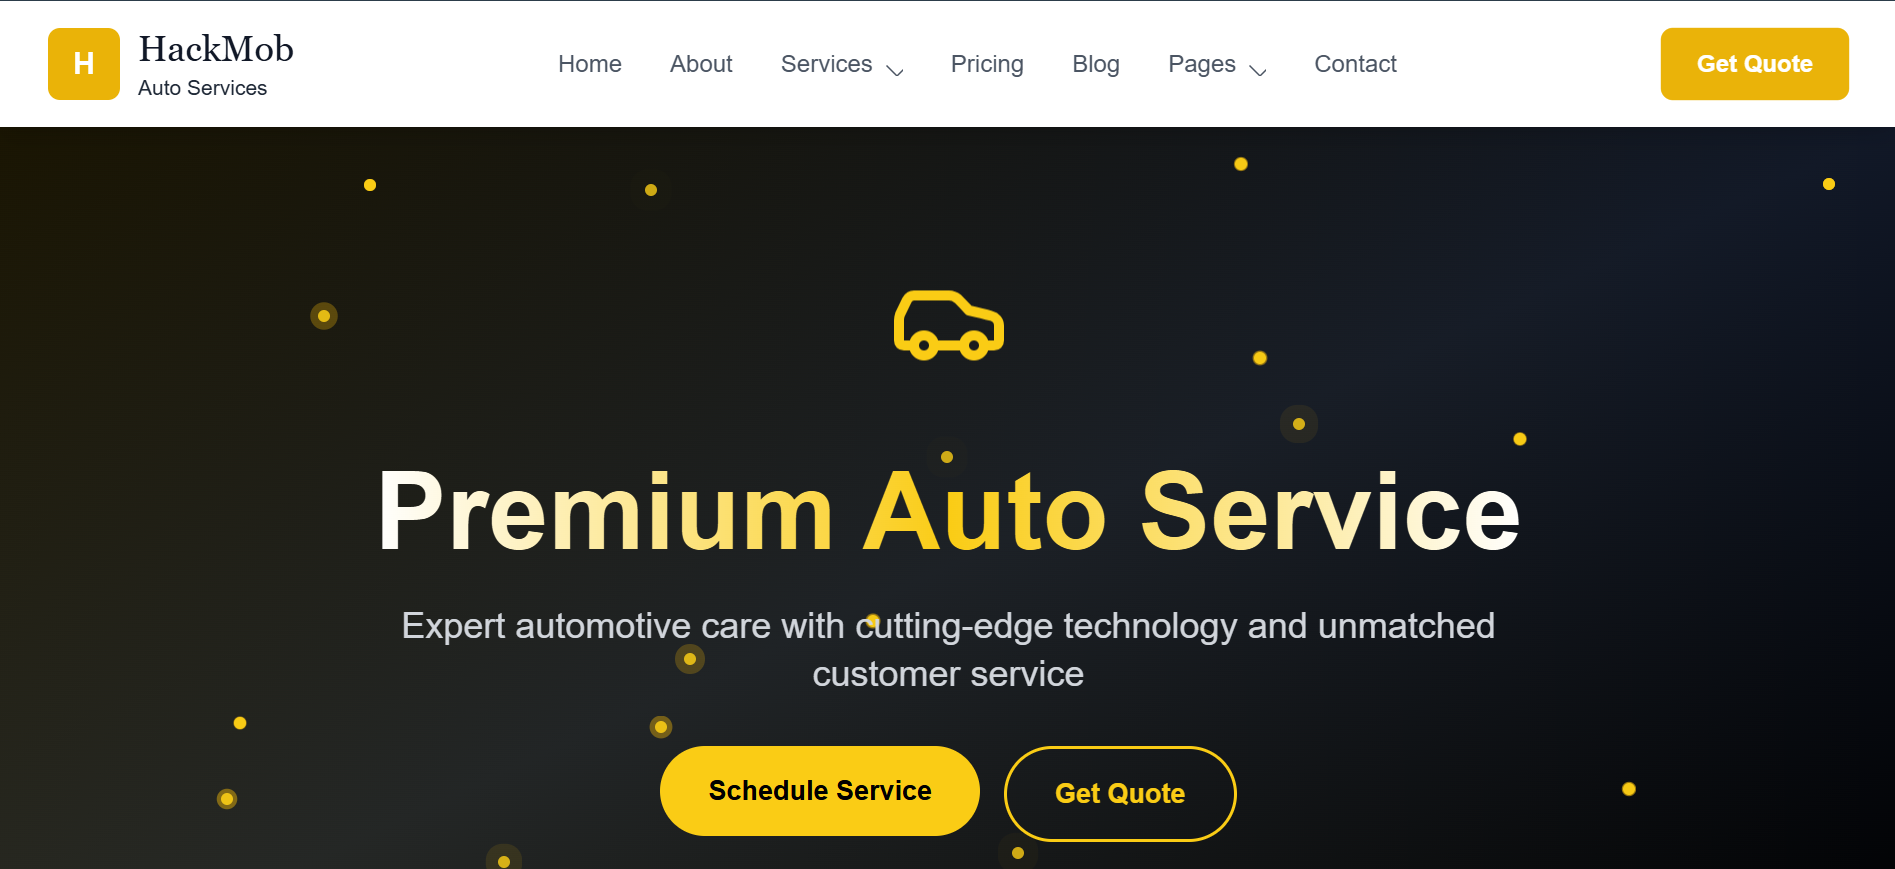 H
HackMob
Auto Services
Home
About
Services
Pricing
Blog
Pages
Contact
Get Quote
Premium Auto Service
Expert automotive care with cutting-edge technology and unmatched
customer service
Schedule Service
Get Quote